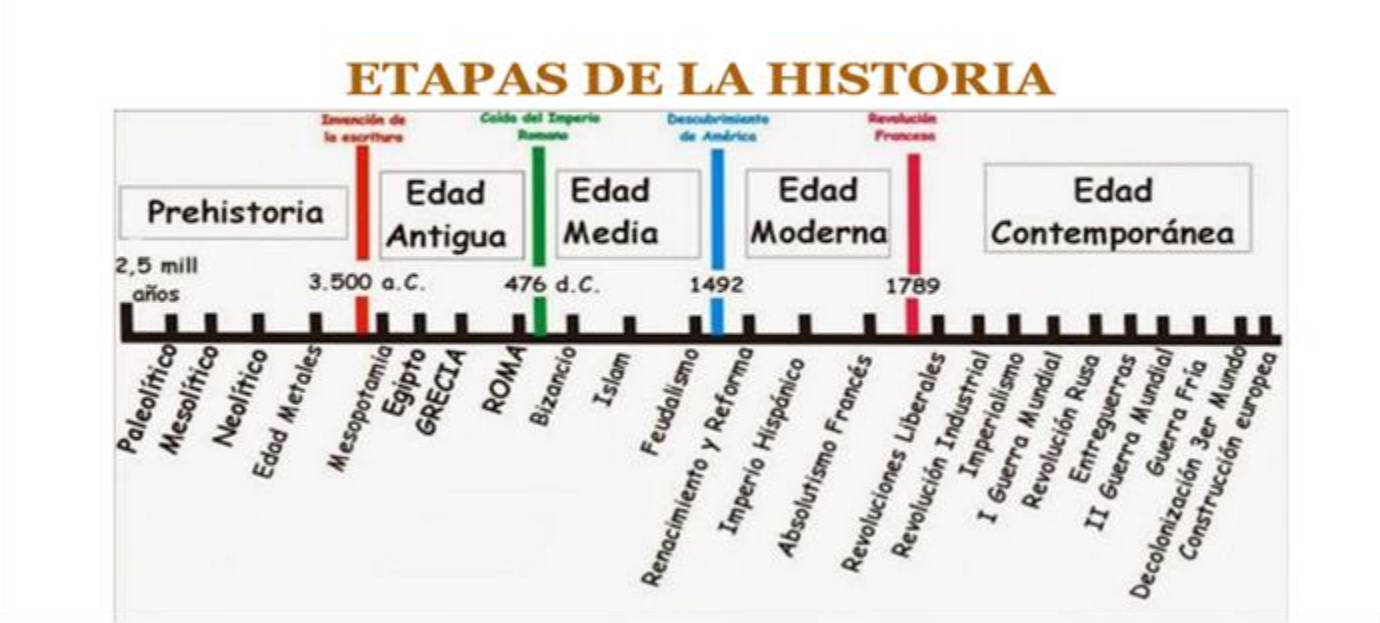 ETAPAS DE LA HISTORIA
Invención de
la escritura
Caída del Imperio
Romano
Descubrimiento
de América
Revolución
Francesa
Prehistoria
Edad
Antigua
Edad
Media
Edad
Moderna
Edad
Contemporánea
2,5 mill
años
3.500 a.C.
476 d.C.
1492
1789
Paleolítico
Mesolítico
Neolítico
Edad Metales
Mesopotamia
Egipto
GRECIA
ROMA
Bizancio
Islam
Feudalismo
Renacimiento y Reforma
Imperio Hispánico
Absolutismo Francés
Revoluciones Liberales
Revolución Industrial
Imperialismo
I Guerra Mundial
Revolución Rusa
Entreguerras
II Guerra Mundial
Guerra Fría
Decolonización 3er Mundo
Construcción europea